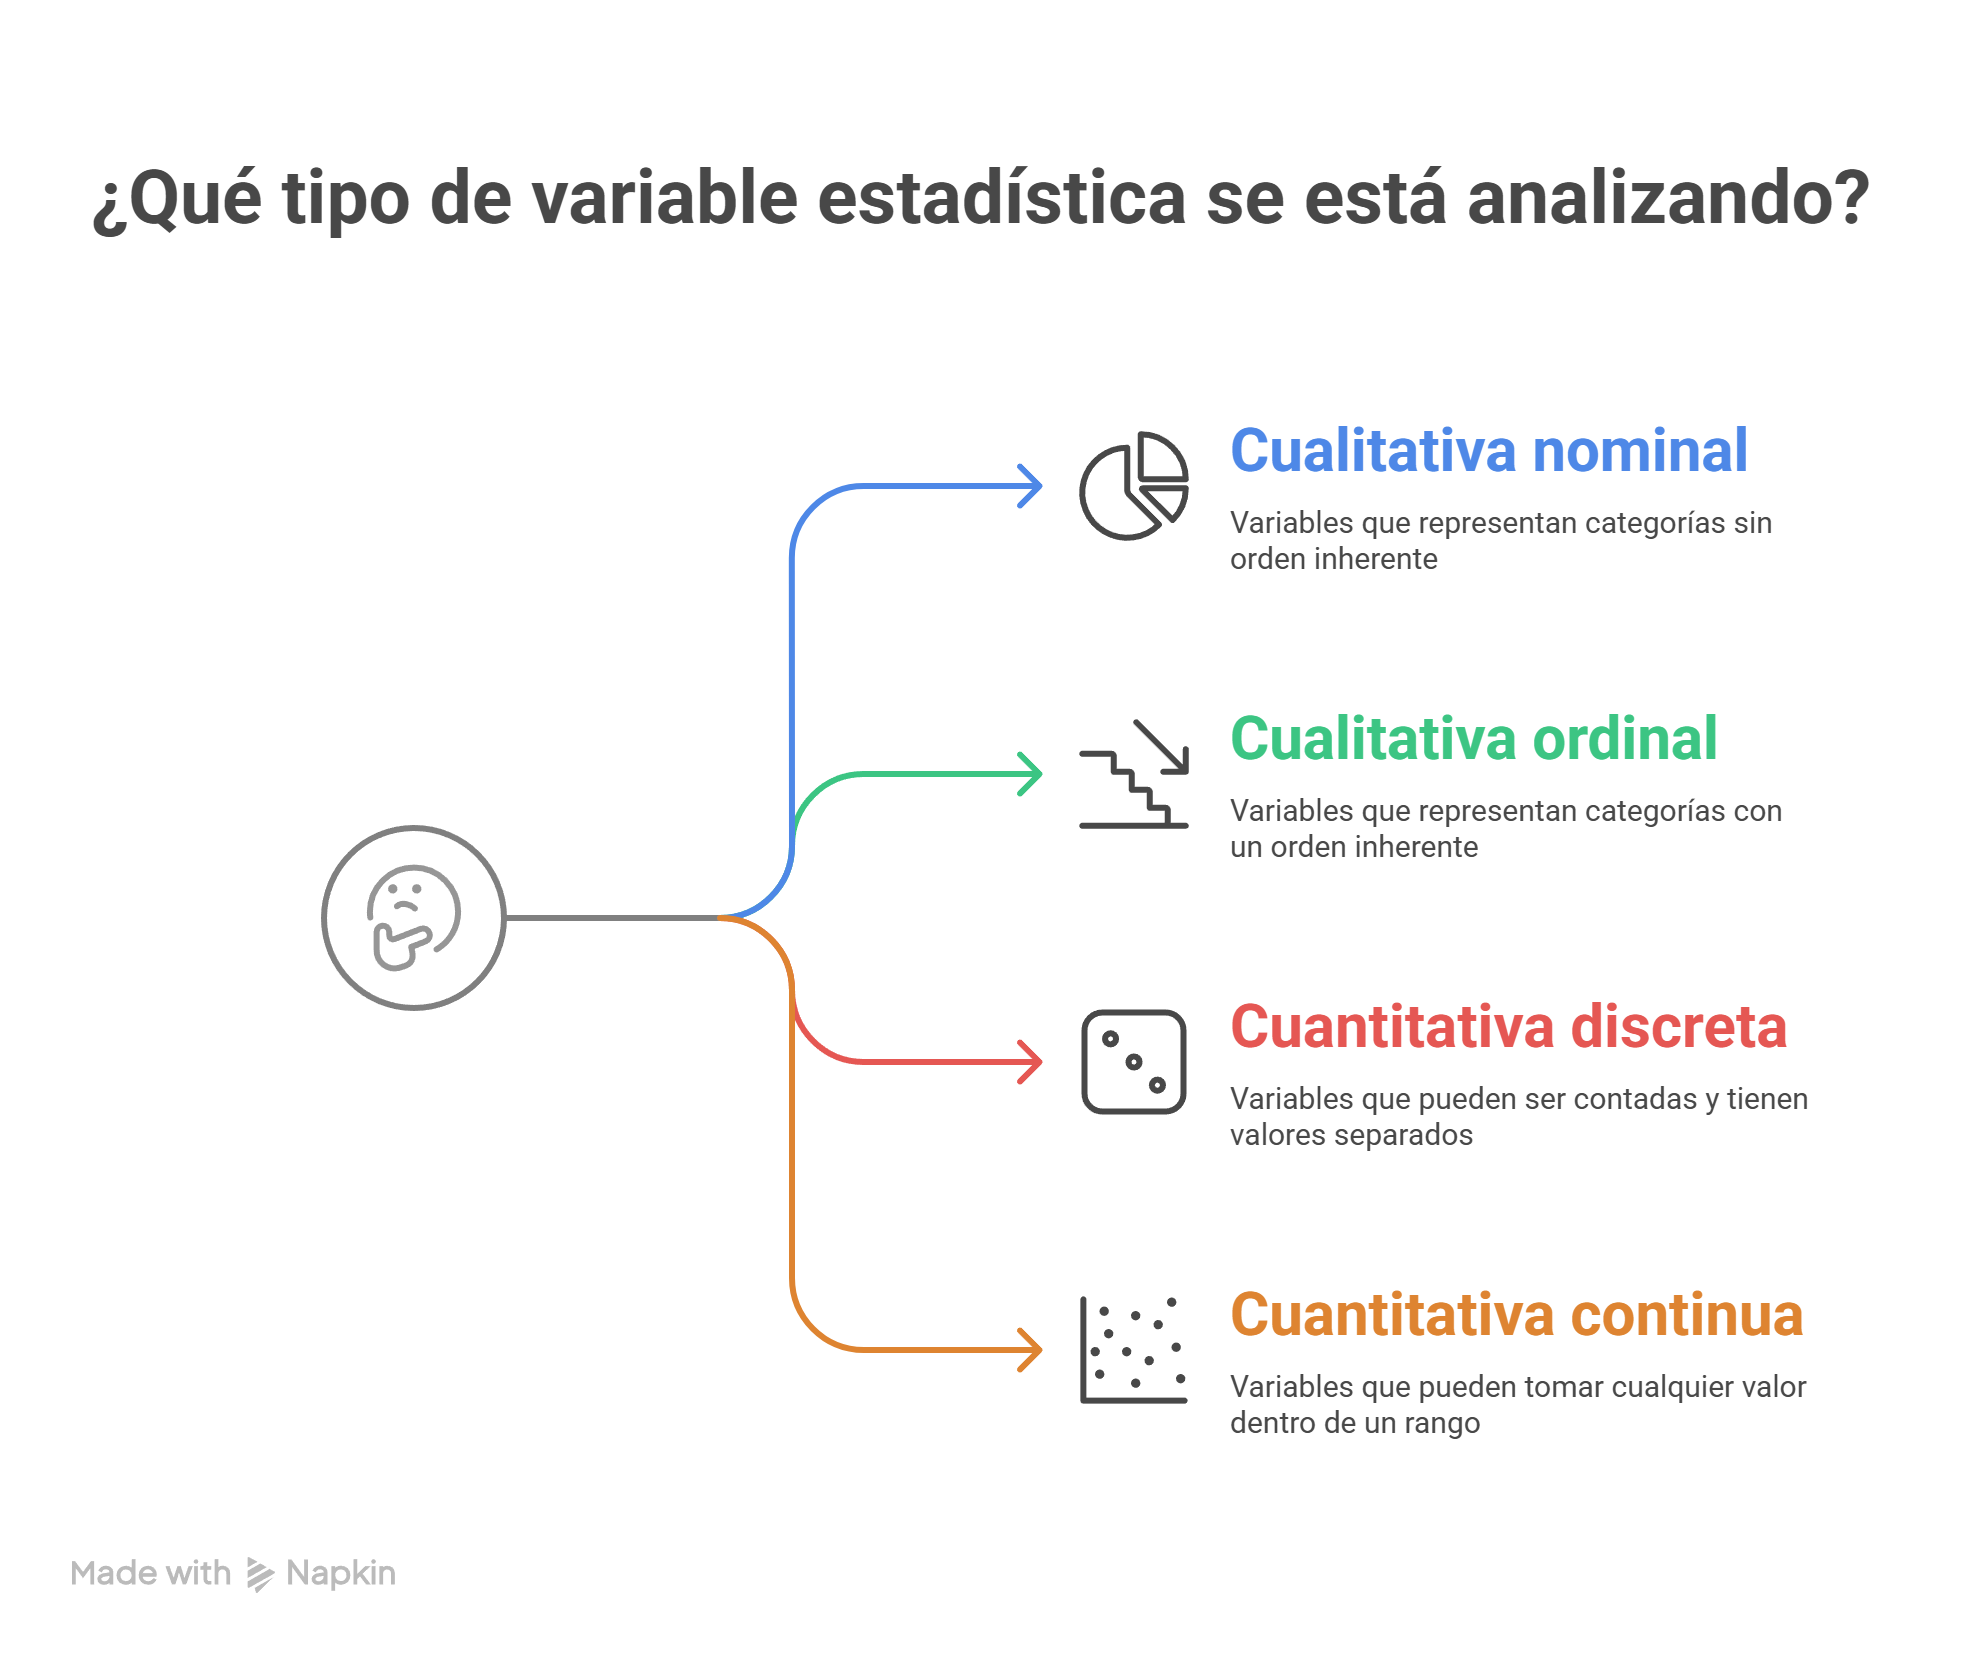 ¿Qué tipo de variable estadística se está analizando?
Cualitativa nominal
Variables que representan categorías sin
orden inherente
Cualitativa ordinal
Variables que representan categorías con
un orden inherente
Cuantitativa discreta
Variables que pueden ser contadas y tienen
valores separados
Cuantitativa continua
Variables que pueden tomar cualquier valor
dentro de un rango
Made with Napkin